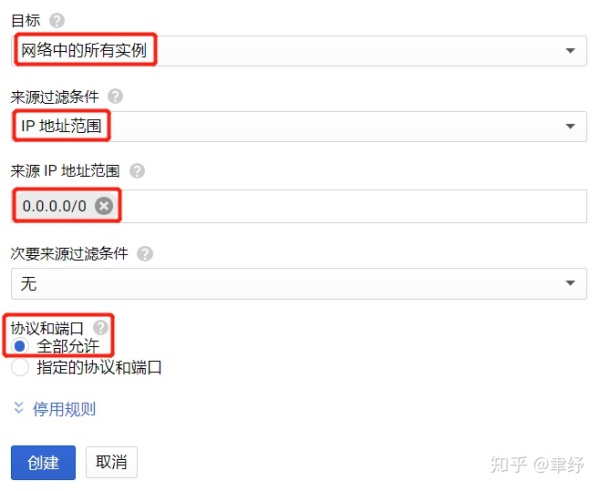 目标
网络中的所有实例
来源过滤条件
IP 地址范围
来源 IP 地址范围
0.0.0.0/0
次要来源过滤条件
无
协议和端口
全部允许
指定的协议和端口
停用规则
创建 取消
知乎 @聿纾